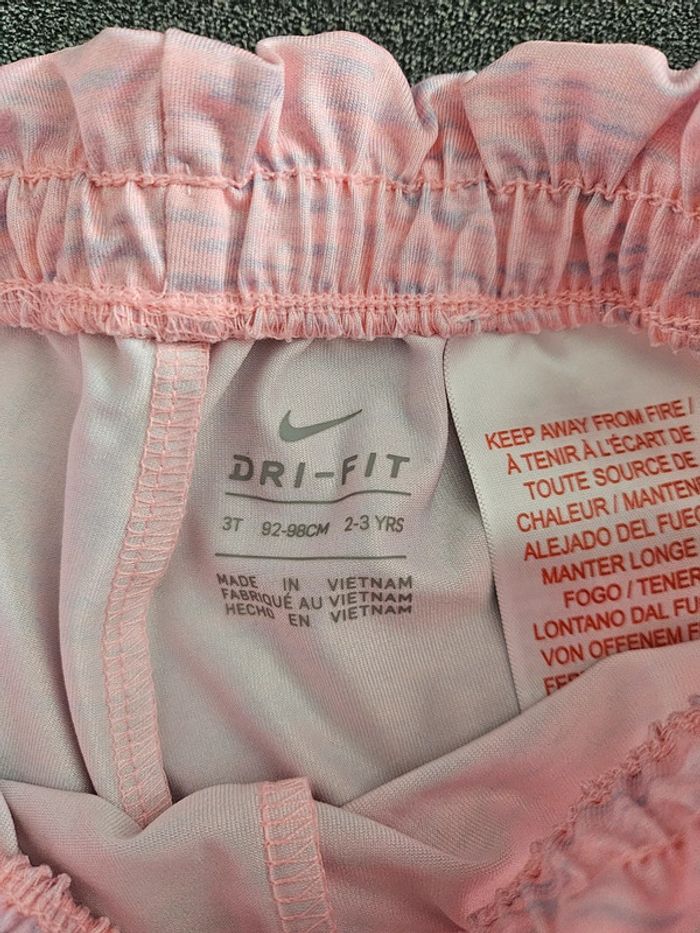 DRI-FIT
3T 92-98CM 2-3 YRS
MADE IN VIETNAM
FABRIQUÉ AU VIETNAM
HECHO EN VIETNAM
KEEP AWAY FROM FIRE /
À TENIR À L'ÉCART DE
TOUTE SOURCE DE
CHALEUR / MANTENE
ALEJADO DEL FUEG
MANTER LONGE
FOGO / TENER
LONTANO DAL FU
VON OFFENEM F